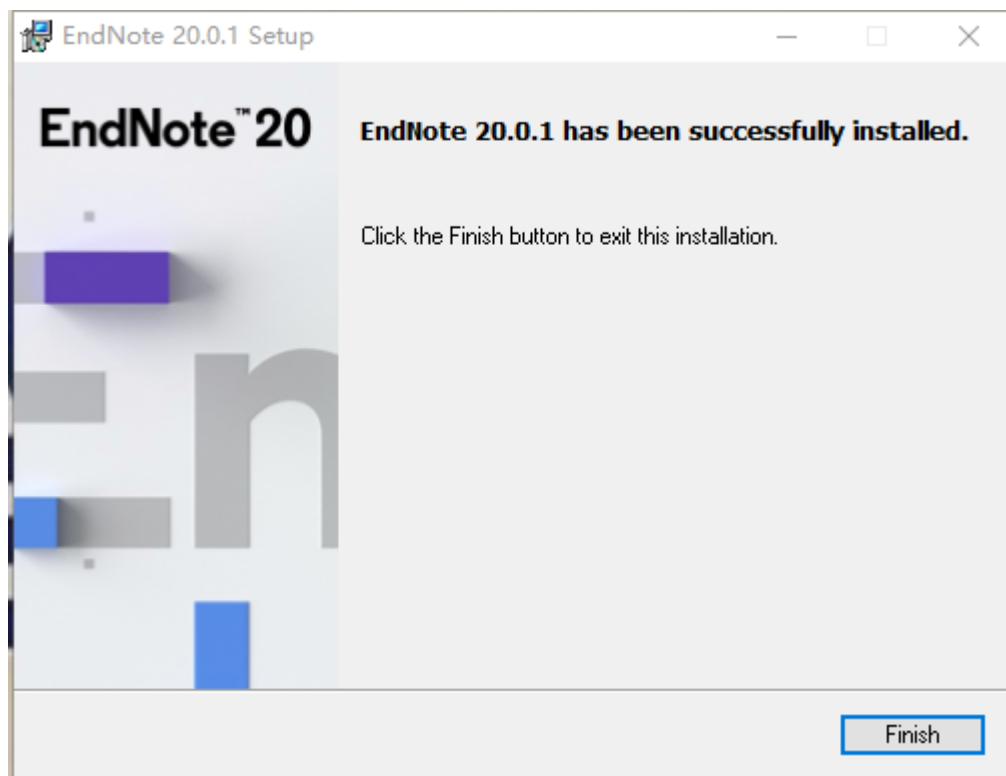 EndNote 20.0.1 Setup
EndNote™20
EndNote 20.0.1 has been successfully installed.
Click the Finish button to exit this installation.
En
Finish